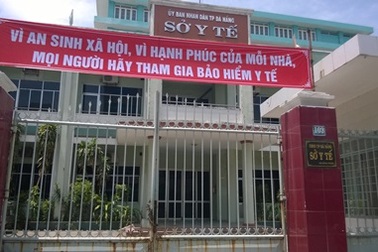 ỦY BAN NHÂN DÂN TP ĐÀ NẴNG
SỞ Y TẾ
VÌ AN SINH XÃ HỘI, VÌ HẠNH PHÚC CỦA MỖI NHÀ,
MỌI NGƯỜI HÃY THAM GIA BẢO HIỂM Y TẾ
103
SỞ Y TẾ